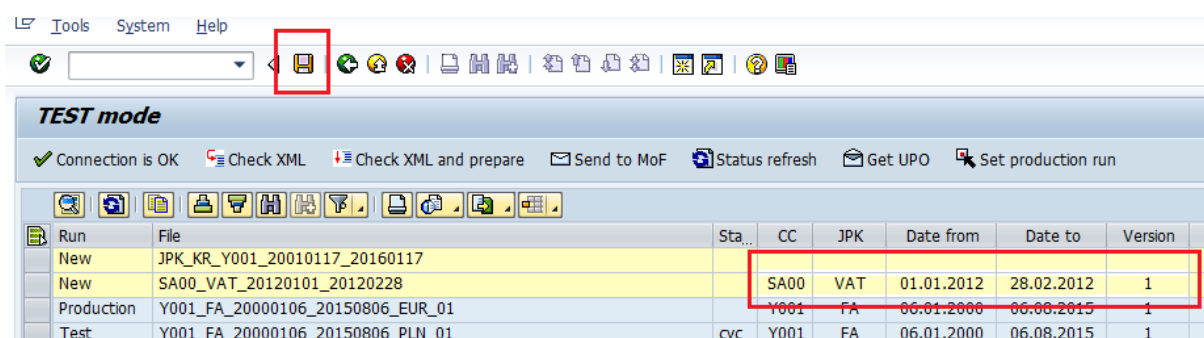 Tools System Help
TEST mode
Connection is OK Check XML Check XML and prepare Send to MoF Status refresh Get UPO Set production run
Run File Sta... CC JPK Date from Date to Version
New JPK_KR_Y001_20010117_20160117
New SA00_VAT_20120101_20120228 SA00 VAT 01.01.2012 28.02.2012 1
Production Y001_FA_20000106_20150806_EUR_01 Y001 FA 06.01.2000 06.08.2015 1
Test Y001_FA_20000106_20150806_PLN_01 cyc Y001 FA 06.01.2000 06.08.2015 1